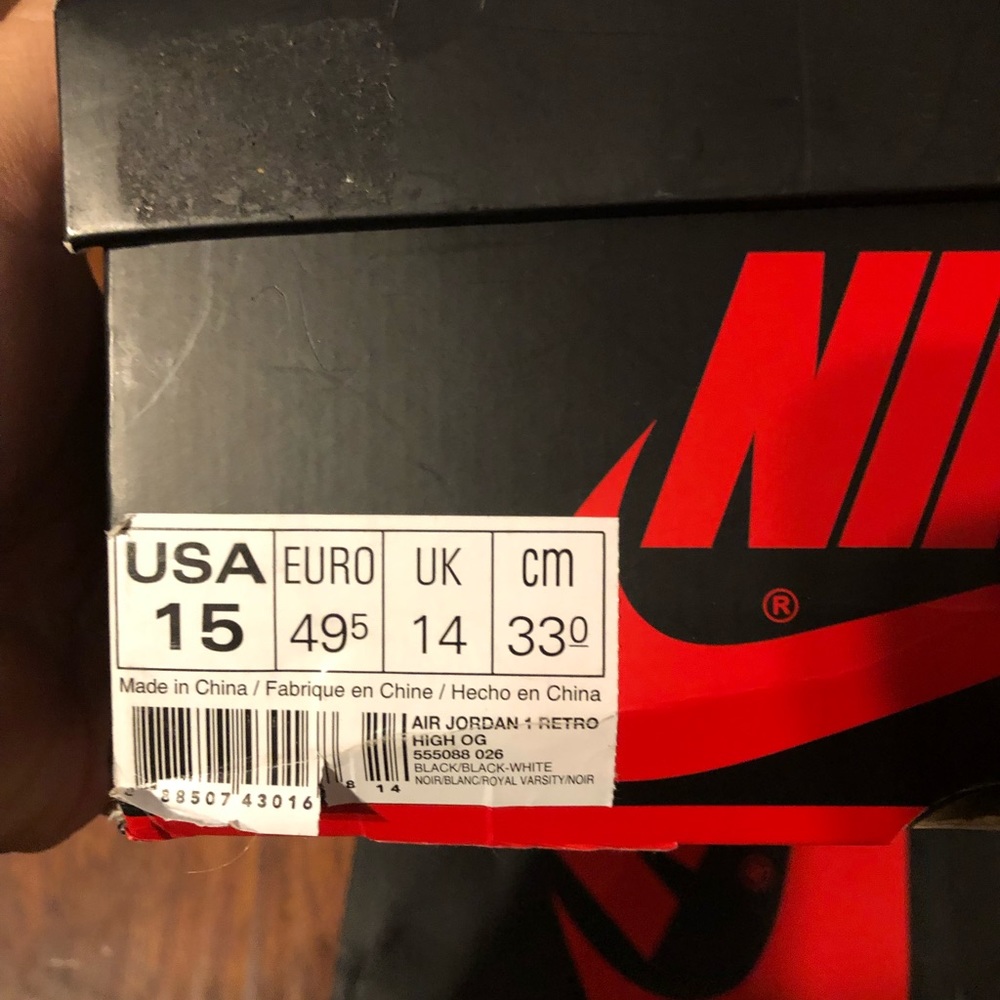 NI
®
USA EURO UK cm
15 49⁵ 14 33⁰
Made in China / Fabrique en Chine / Hecho en China
AIR JORDAN 1 RETRO
HIGH OG
555088 026
BLACK/BLACK-WHITE
NOIR/BLANC/ROYAL VARSITY/NOIR
88507 43016 8 14